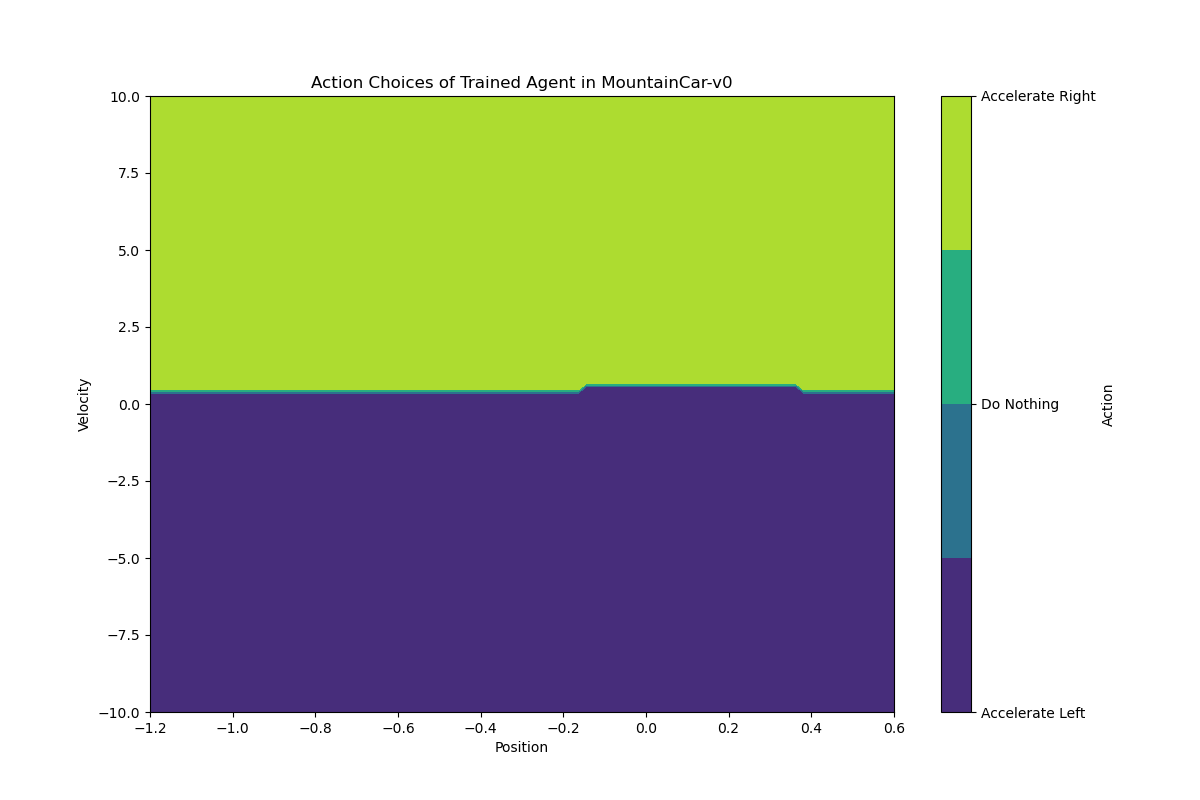 Action Choices of Trained Agent in MountainCar-v0
10.0
7.5
5.0
2.5
0.0
−2.5
−5.0
−7.5
−10.0
Velocity
−1.2 −1.0 −0.8 −0.6 −0.4 −0.2 0.0 0.2 0.4 0.6
Position
Accelerate Right
Do Nothing
Accelerate Left
Action